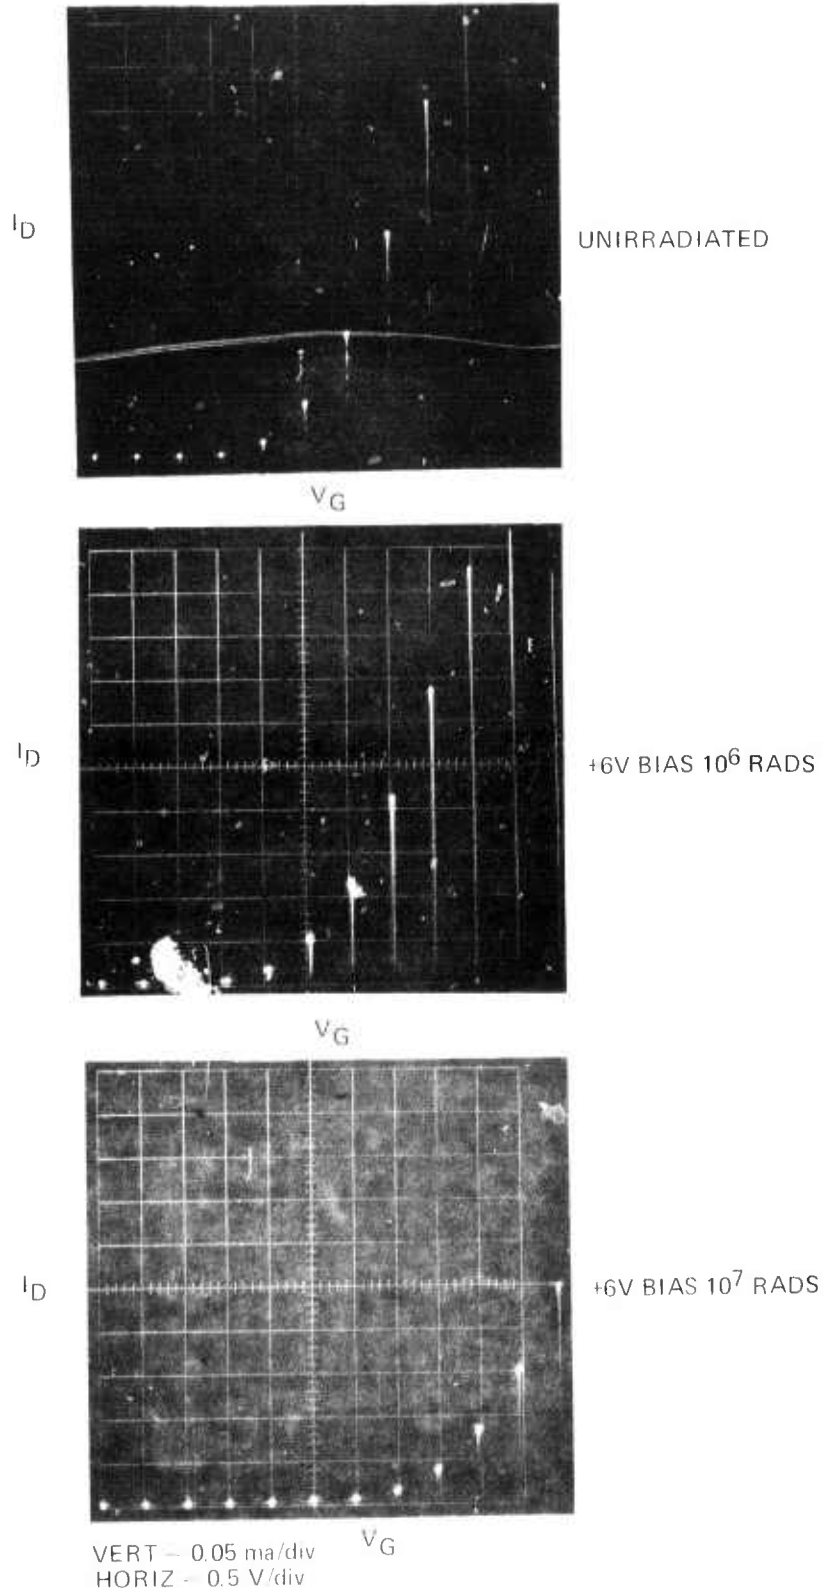 I_D
UNIRRADIATED
V_G
I_D
+6V BIAS 10^6 RADS
V_G
I_D
+6V BIAS 10^7 RADS
V_G
VERT – 0.05 ma/div
HORIZ – 0.5 V/div